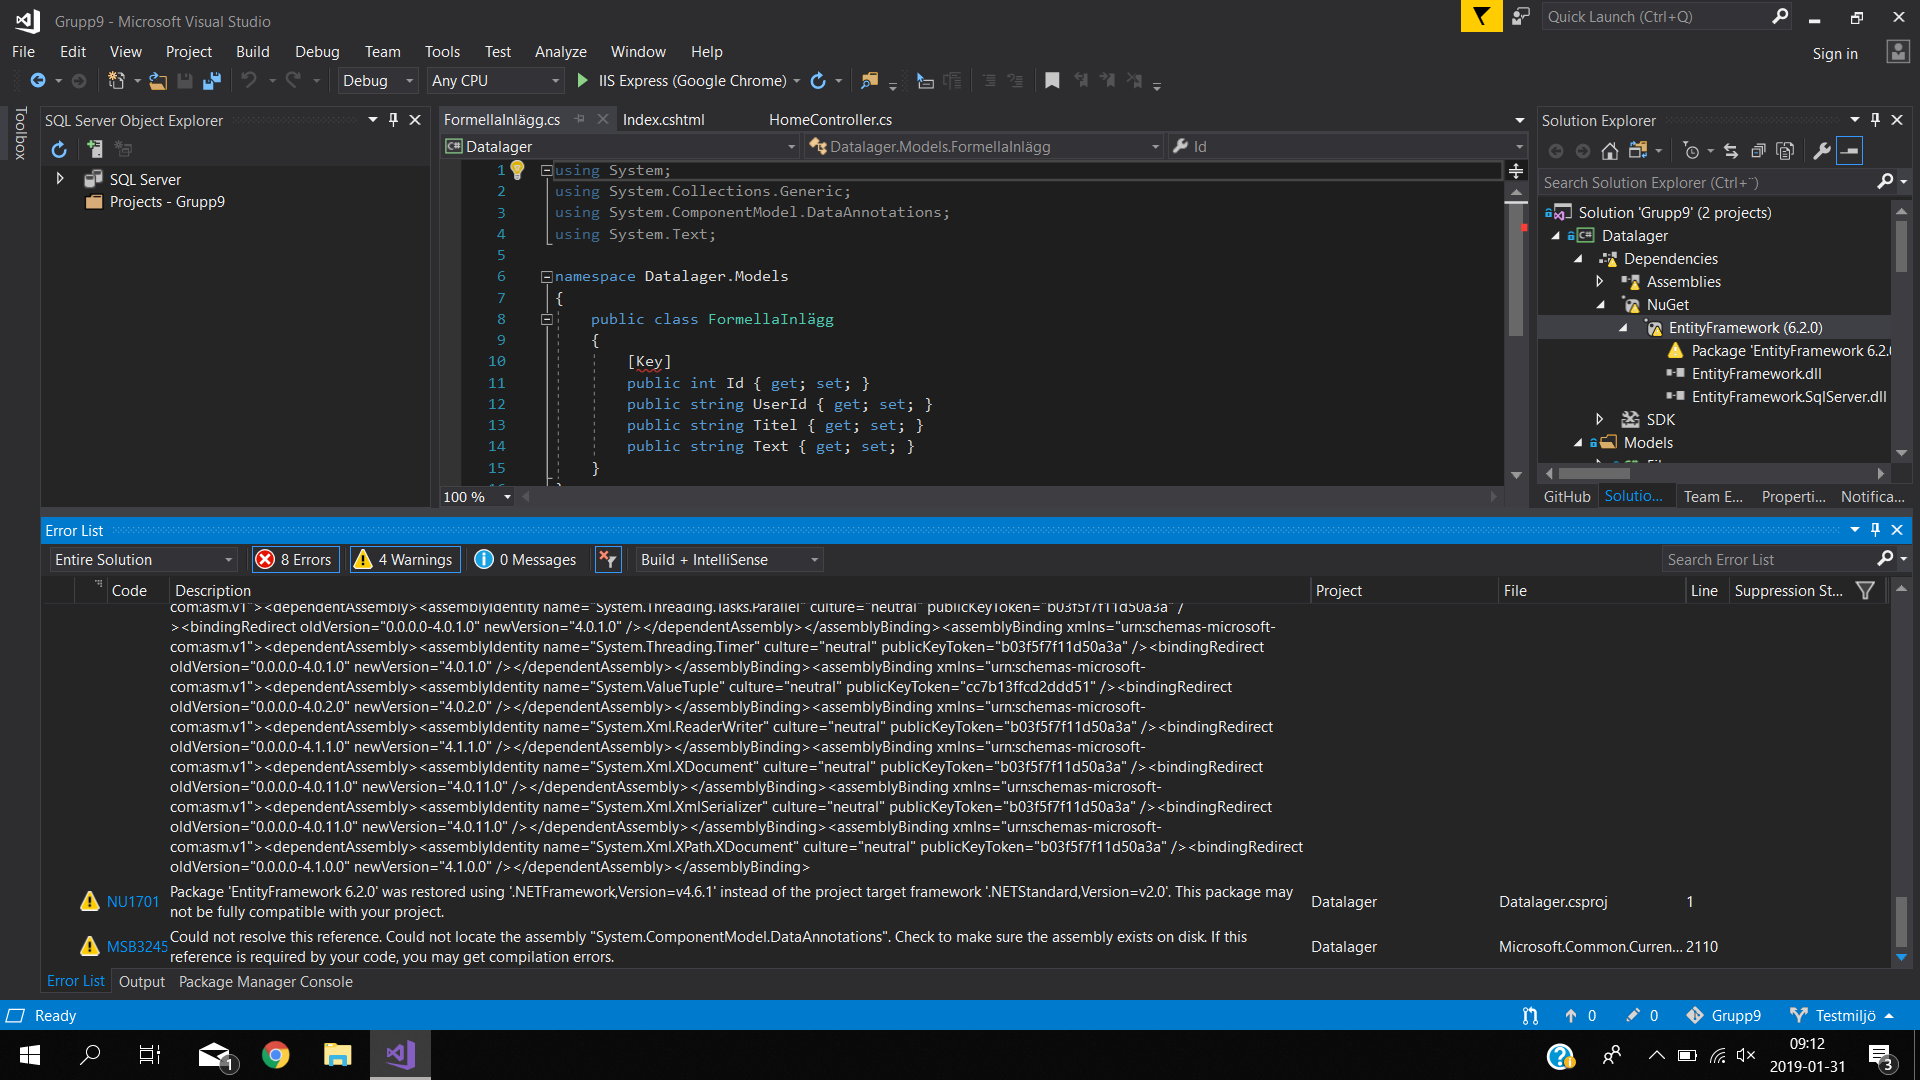 Grupp9 - Microsoft Visual Studio
Quick Launch (Ctrl+Q)
File Edit View Project Build Debug Team Tools Test Analyze Window Help
Sign in
Debug Any CPU IIS Express (Google Chrome)
Toolbox
SQL Server Object Explorer
SQL Server
Projects - Grupp9
FormellaInlägg.cs Index.cshtml HomeController.cs
Datalager Datalager.Models.FormellaInlägg Id
1 using System;
2 using System.Collections.Generic;
3 using System.ComponentModel.DataAnnotations;
4 using System.Text;
5
6 namespace Datalager.Models
7 {
8 public class FormellaInlägg
9 {
10 [Key]
11 public int Id { get; set; }
12 public string UserId { get; set; }
13 public string Titel { get; set; }
14 public string Text { get; set; }
15 }
100 %
Solution Explorer
Search Solution Explorer (Ctrl+¨)
Solution 'Grupp9' (2 projects)
Datalager
Dependencies
Assemblies
NuGet
EntityFramework (6.2.0)
Package 'EntityFramework 6.2.0
EntityFramework.dll
EntityFramework.SqlServer.dll
SDK
Models
GitHub Solutio... Team E... Properti... Notifica...
Error List
Entire Solution 8 Errors 4 Warnings 0 Messages Build + IntelliSense Search Error List
Code Description Project File Line Suppression St...
com:asm.v1"><dependentAssembly><assemblyIdentity name="System.Threading.Tasks.Parallel" culture="neutral" publicKeyToken="b03f5f7f11d50a3a" /
><bindingRedirect oldVersion="0.0.0.0-4.0.1.0" newVersion="4.0.1.0" /></dependentAssembly></assemblyBinding><assemblyBinding xmlns="urn:schemas-microsoft-
com:asm.v1"><dependentAssembly><assemblyIdentity name="System.Threading.Timer" culture="neutral" publicKeyToken="b03f5f7f11d50a3a" /><bindingRedirect
oldVersion="0.0.0.0-4.0.1.0" newVersion="4.0.1.0" /></dependentAssembly></assemblyBinding><assemblyBinding xmlns="urn:schemas-microsoft-
com:asm.v1"><dependentAssembly><assemblyIdentity name="System.ValueTuple" culture="neutral" publicKeyToken="cc7b13ffcd2ddd51" /><bindingRedirect
oldVersion="0.0.0.0-4.0.2.0" newVersion="4.0.2.0" /></dependentAssembly></assemblyBinding><assemblyBinding xmlns="urn:schemas-microsoft-
com:asm.v1"><dependentAssembly><assemblyIdentity name="System.Xml.ReaderWriter" culture="neutral" publicKeyToken="b03f5f7f11d50a3a" /><bindingRedirect
oldVersion="0.0.0.0-4.1.1.0" newVersion="4.1.1.0" /></dependentAssembly></assemblyBinding><assemblyBinding xmlns="urn:schemas-microsoft-
com:asm.v1"><dependentAssembly><assemblyIdentity name="System.Xml.XDocument" culture="neutral" publicKeyToken="b03f5f7f11d50a3a" /><bindingRedirect
oldVersion="0.0.0.0-4.0.11.0" newVersion="4.0.11.0" /></dependentAssembly></assemblyBinding><assemblyBinding xmlns="urn:schemas-microsoft-
com:asm.v1"><dependentAssembly><assemblyIdentity name="System.Xml.XmlSerializer" culture="neutral" publicKeyToken="b03f5f7f11d50a3a" /><bindingRedirect
oldVersion="0.0.0.0-4.0.11.0" newVersion="4.0.11.0" /></dependentAssembly></assemblyBinding><assemblyBinding xmlns="urn:schemas-microsoft-
com:asm.v1"><dependentAssembly><assemblyIdentity name="System.Xml.XPath.XDocument" culture="neutral" publicKeyToken="b03f5f7f11d50a3a" /><bindingRedirect
oldVersion="0.0.0.0-4.1.0.0" newVersion="4.1.0.0" /></dependentAssembly></assemblyBinding>
NU1701 Package 'EntityFramework 6.2.0' was restored using '.NETFramework,Version=v4.6.1' instead of the project target framework '.NETStandard,Version=v2.0'. This package may
not be fully compatible with your project. Datalager Datalager.csproj 1
MSB3245 Could not resolve this reference. Could not locate the assembly "System.ComponentModel.DataAnnotations". Check to make sure the assembly exists on disk. If this
reference is required by your code, you may get compilation errors. Datalager Microsoft.Common.Curren... 2110
Error List Output Package Manager Console
Ready 0 0 Grupp9 Testmiljö
1 09:12
2019-01-31 3